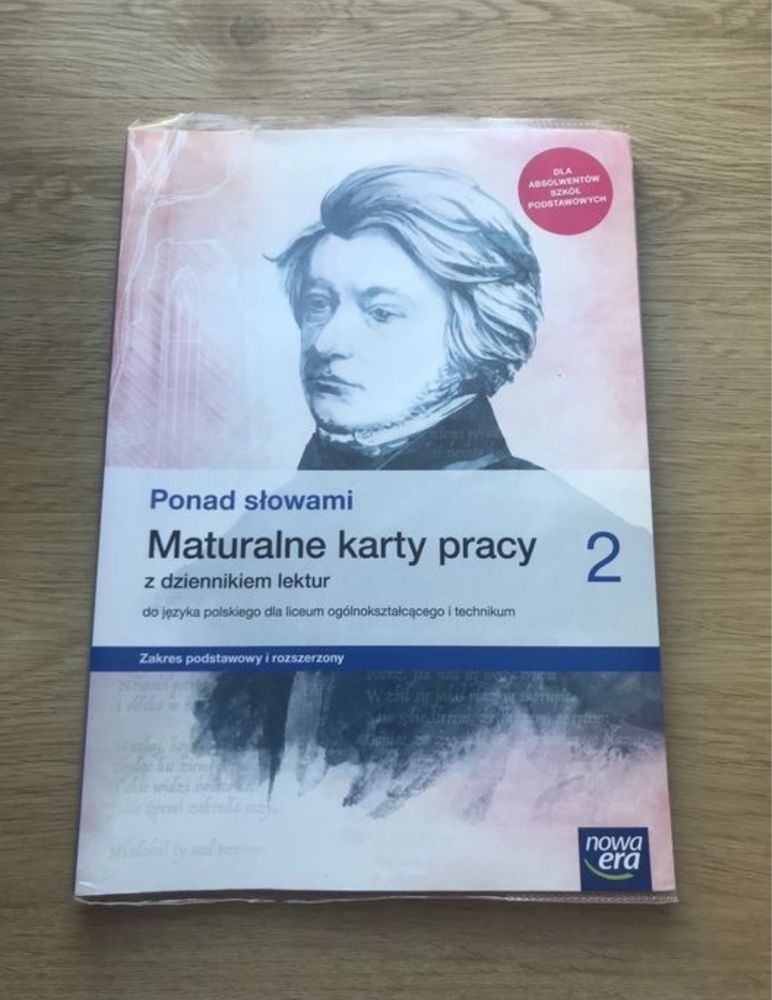 DLA
ABSOLWENTÓW
SZKÓŁ
PODSTAWOWYCH
Ponad słowami
Maturalne karty pracy 2
z dziennikiem lektur
do języka polskiego dla liceum ogólnokształcącego i technikum
Zakres podstawowy i rozszerzony
nowa
era